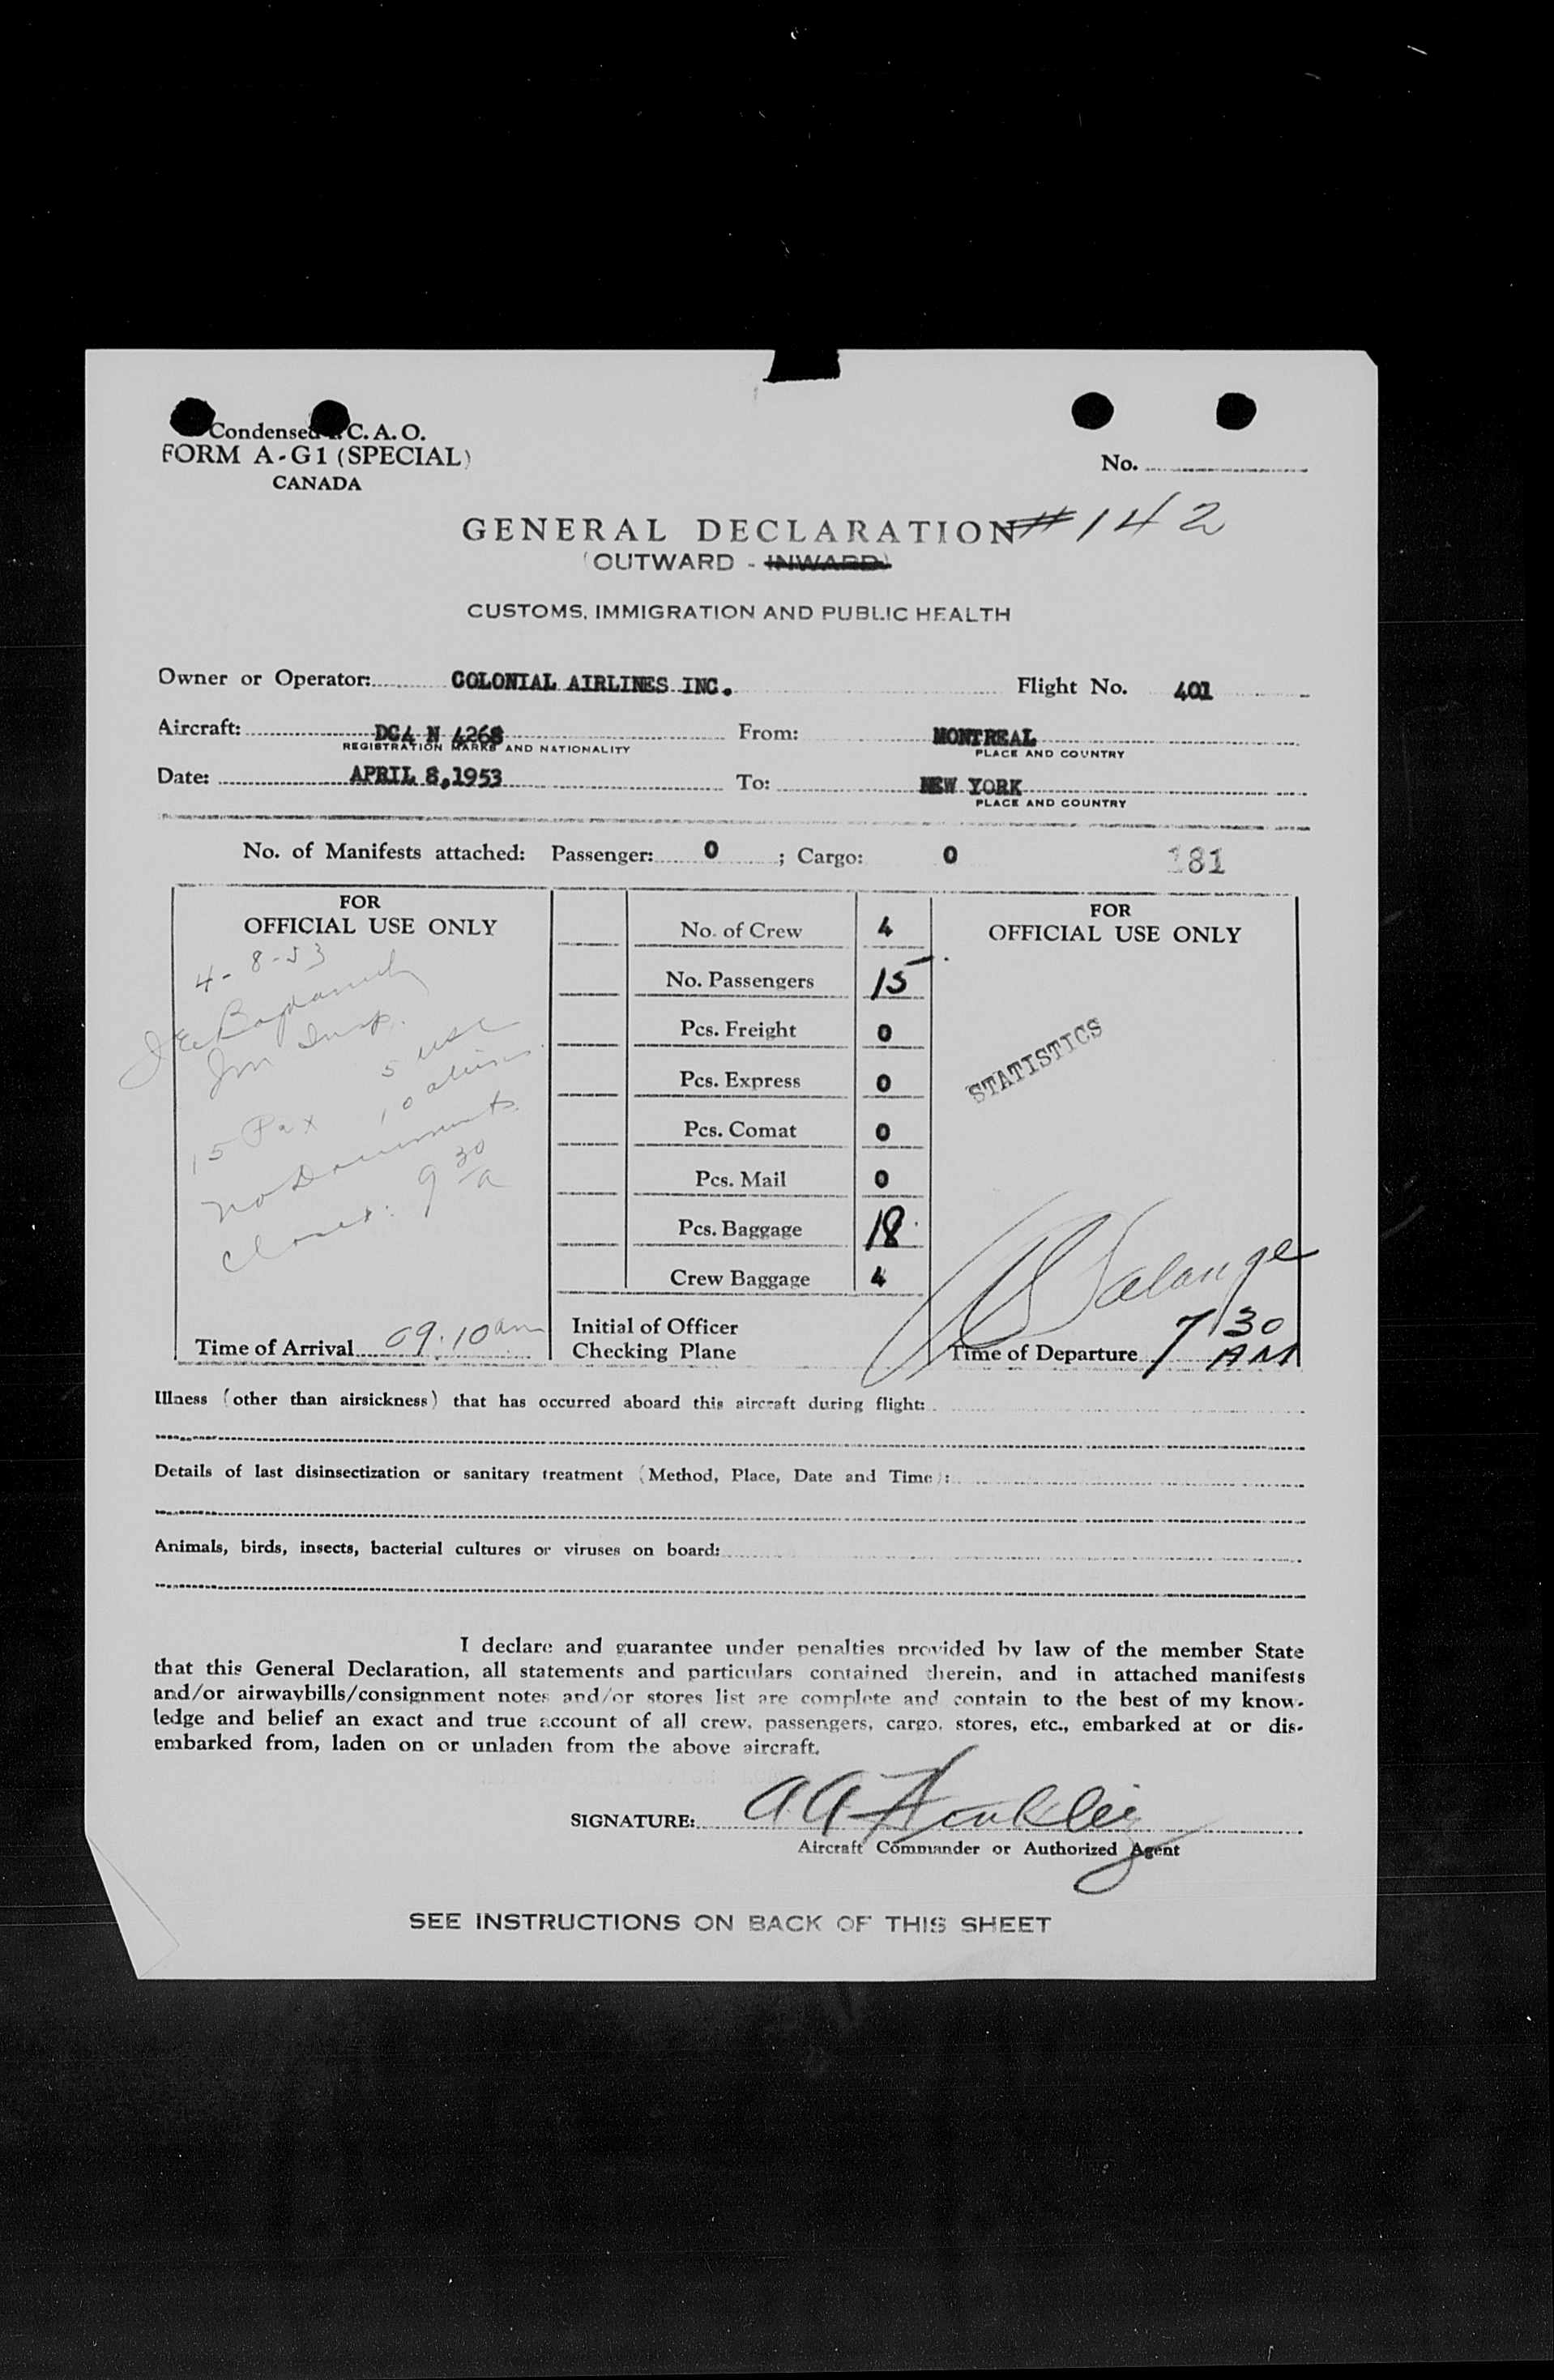 Condensed I. C. A. O.
FORM A-G1 (SPECIAL)
CANADA
No.
GENERAL DECLARATION #142
(OUTWARD - INWARD)
CUSTOMS, IMMIGRATION AND PUBLIC HEALTH
Owner or Operator: COLONIAL AIRLINES INC. Flight No. 401
Aircraft: DC4 N 4268 From: MONTREAL
REGISTRATION MARKS AND NATIONALITY PLACE AND COUNTRY
Date: APRIL 8,1953 To: NEW YORK
PLACE AND COUNTRY
No. of Manifests attached: Passenger: 0 ; Cargo: 0 181
FOR
OFFICIAL USE ONLY
4-8-53
Im Insp.
5 USC
15 Pax 10 aliens
no Documents
Closed: 9 30 a
Time of Arrival 09.10 am
No. of Crew 4
No. Passengers 15
Pcs. Freight 0
Pcs. Express 0
Pcs. Comat 0
Pcs. Mail 0
Pcs. Baggage 18
Crew Baggage 4
Initial of Officer
Checking Plane
FOR
OFFICIAL USE ONLY
STATISTICS
Time of Departure 7/30 AM
Illness (other than airsickness) that has occurred aboard this aircraft during flight:
Details of last disinsectization or sanitary treatment (Method, Place, Date and Time):
Animals, birds, insects, bacterial cultures or viruses on board:
I declare and guarantee under penalties provided by law of the member State
that this General Declaration, all statements and particulars contained therein, and in attached manifests
and/or airwaybills/consignment notes and/or stores list are complete and contain to the best of my know-
ledge and belief an exact and true account of all crew, passengers, cargo, stores, etc., embarked at or dis-
embarked from, laden on or unladen from the above aircraft.
SIGNATURE:
Aircraft Commander or Authorized Agent
SEE INSTRUCTIONS ON BACK OF THIS SHEET